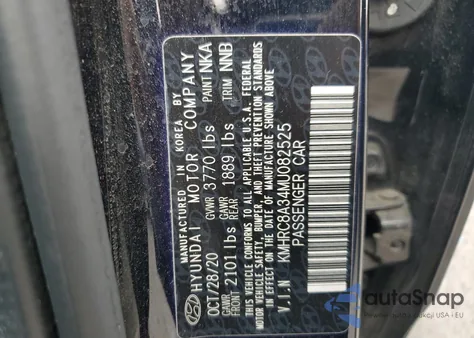 MANUFACTURED IN KOREA BY
HYUNDAI MOTOR COMPANY
OCT/28/20 GVWR 3770 lbs PAINT NKA
GAWR FRONT 2101 lbs GAWR REAR 1889 lbs TRIM NNB
THIS VEHICLE CONFORMS TO ALL APPLICABLE U.S.A. FEDERAL
MOTOR VEHICLE SAFETY, BUMPER, AND THEFT PREVENTION STANDARDS
IN EFFECT ON THE DATE OF MANUFACTURE SHOWN ABOVE.
V.I.N KMHRC8A34MU082525
PASSENGER CAR
autoSnap